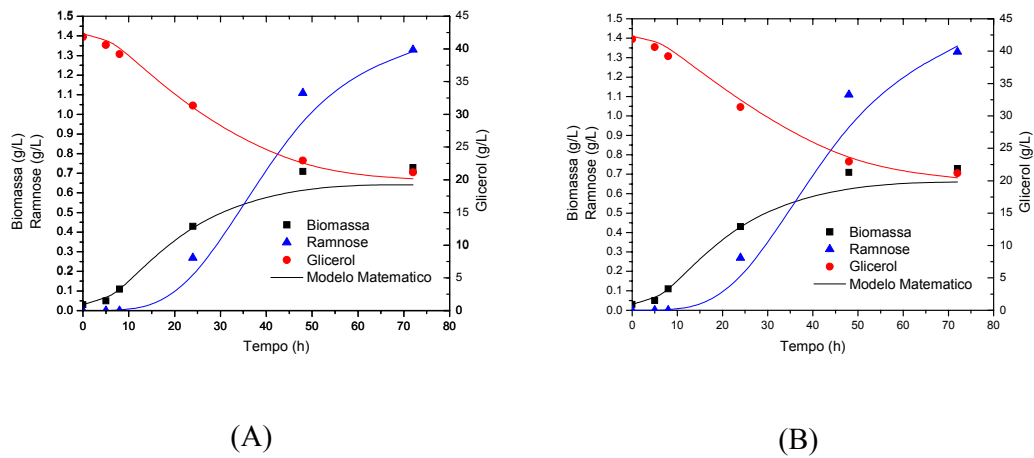 1.5
1.4
1.3
1.2
1.1
1.0
0.9
0.8
0.7
0.6
0.5
0.4
0.3
0.2
0.1
0.0
Biomassa (g/L)
Ramnose (g/L)
45
40
35
30
25
20
15
10
5
0
Glicerol (g/L)
Biomassa
Ramnose
Glicerol
Modelo Matematico
0 10 20 30 40 50 60 70 80
Tempo (h)
(A)
1.5
1.4
1.3
1.2
1.1
1.0
0.9
0.8
0.7
0.6
0.5
0.4
0.3
0.2
0.1
0.0
Biomassa (g/L)
Ramnose (g/L)
45
40
35
30
25
20
15
10
5
0
Glicerol (g/L)
Biomassa
Ramnose
Glicerol
Modelo Matematico
0 10 20 30 40 50 60 70 80
Tempo (h)
(B)